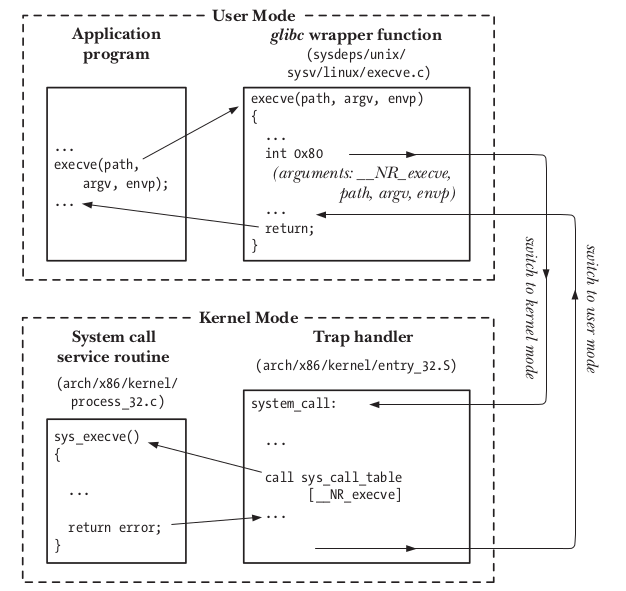 User Mode
Application
program
glibc wrapper function
(sysdeps/unix/
sysv/linux/execve.c)
...
execve(path,
argv, envp);
...
execve(path, argv, envp)
{
...
int 0x80
(arguments: __NR_execve,
path, argv, envp)
...
return;
}
switch to kernel mode
switch to user mode
Kernel Mode
System call
service routine
(arch/x86/kernel/
process_32.c)
Trap handler
(arch/x86/kernel/entry_32.S)
sys_execve()
{
...
return error;
}
system_call:
...
call sys_call_table
[__NR_execve]
...